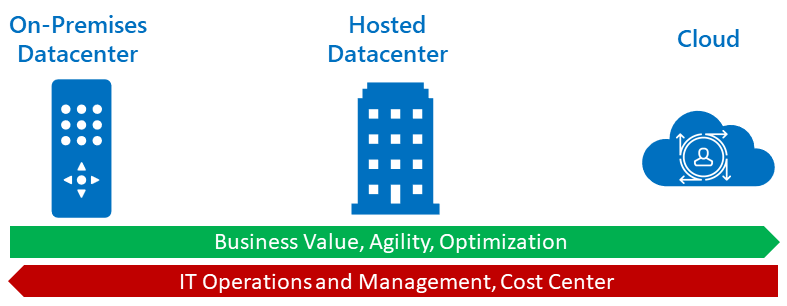 On-Premises
Datacenter
Hosted
Datacenter
Cloud
Business Value, Agility, Optimization
IT Operations and Management, Cost Center